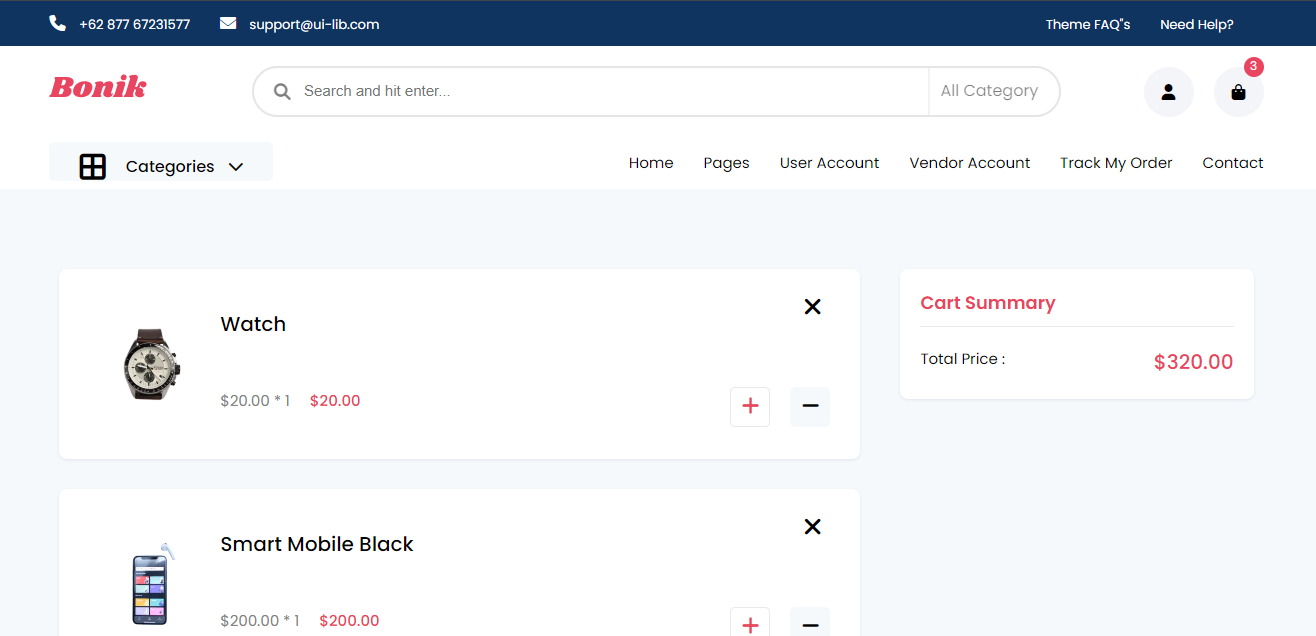 +62 877 67231577 support@ui-lib.com Theme FAQ"s Need Help?
Bonik Search and hit enter... All Category 3
Categories Home Pages User Account Vendor Account Track My Order Contact
Watch
$20.00 * 1 $20.00
Cart Summary
Total Price : $320.00
Smart Mobile Black
$200.00 * 1 $200.00